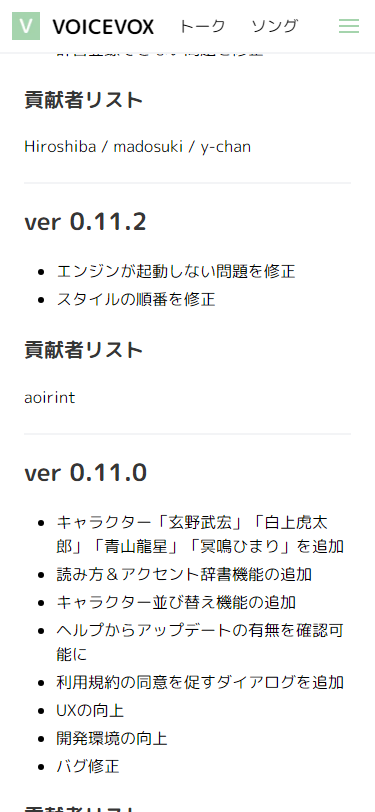 VOICEVOX トーク ソング
貢献者リスト
Hiroshiba / madosuki / y-chan
ver 0.11.2
エンジンが起動しない問題を修正
スタイルの順番を修正
貢献者リスト
aoirint
ver 0.11.0
キャラクター「玄野武宏」「白上虎太
郎」「青山龍星」「冥鳴ひまり」を追加
読み方＆アクセント辞書機能の追加
キャラクター並び替え機能の追加
ヘルプからアップデートの有無を確認可
能に
利用規約の同意を促すダイアログを追加
UXの向上
開発環境の向上
バグ修正
貢献者リスト